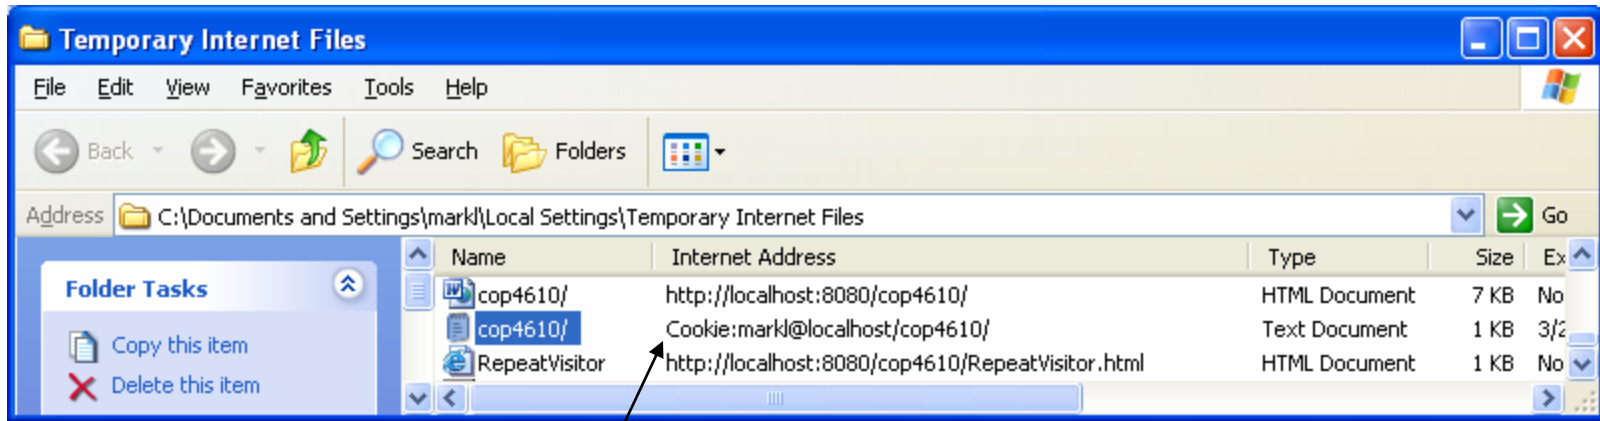 Temporary Internet Files
File Edit View Favorites Tools Help
Back Search Folders
Address C:\Documents and Settings\markl\Local Settings\Temporary Internet Files Go
Folder Tasks
Copy this item
Delete this item
Name Internet Address Type Size Ex
cop4610/ http://localhost:8080/cop4610/ HTML Document 7 KB No
cop4610/ Cookie:markl@localhost/cop4610/ Text Document 1 KB 3/2
RepeatVisitor http://localhost:8080/cop4610/RepeatVisitor.html HTML Document 1 KB No